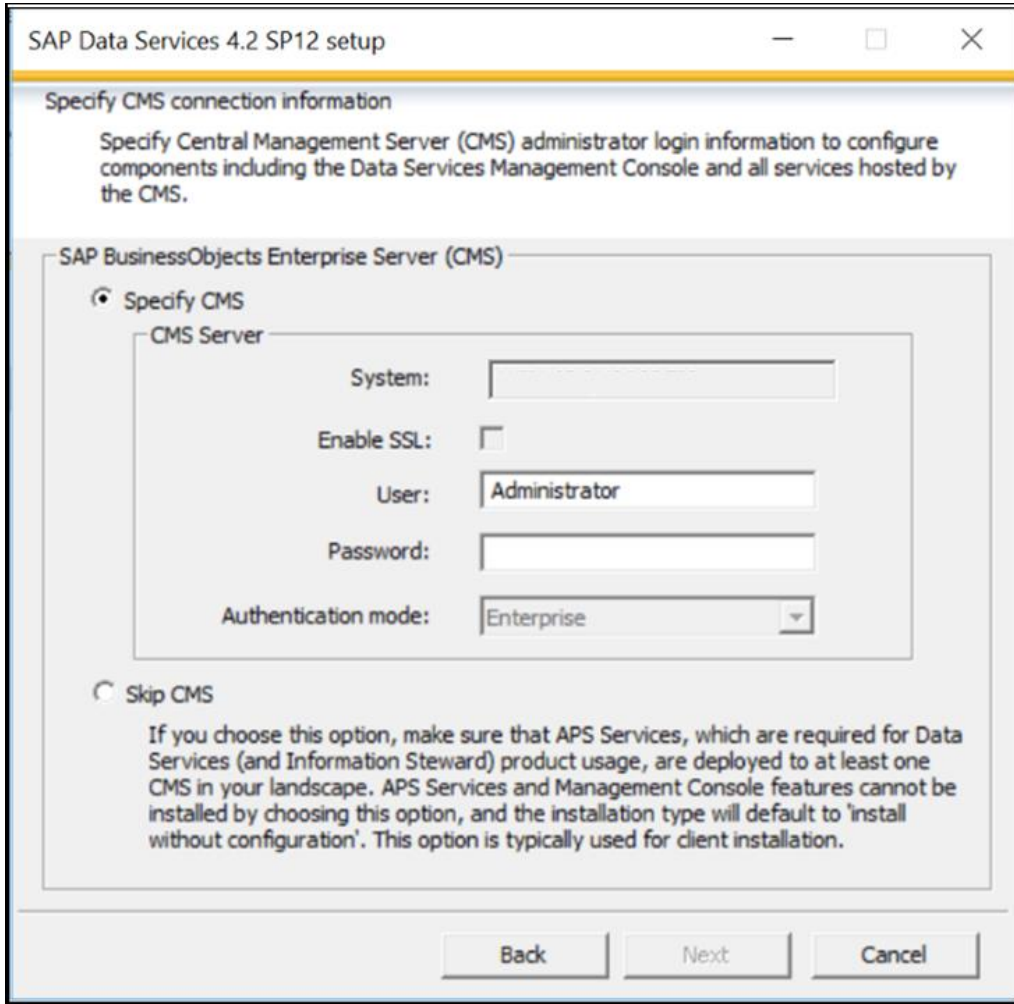 SAP Data Services 4.2 SP12 setup
Specify CMS connection information
Specify Central Management Server (CMS) administrator login information to configure
components including the Data Services Management Console and all services hosted by
the CMS.
SAP BusinessObjects Enterprise Server (CMS)
Specify CMS
CMS Server
System:
Enable SSL:
User: Administrator
Password:
Authentication mode: Enterprise
Skip CMS
If you choose this option, make sure that APS Services, which are required for Data
Services (and Information Steward) product usage, are deployed to at least one
CMS in your landscape. APS Services and Management Console features cannot be
installed by choosing this option, and the installation type will default to 'install
without configuration'. This option is typically used for client installation.
Back Next Cancel